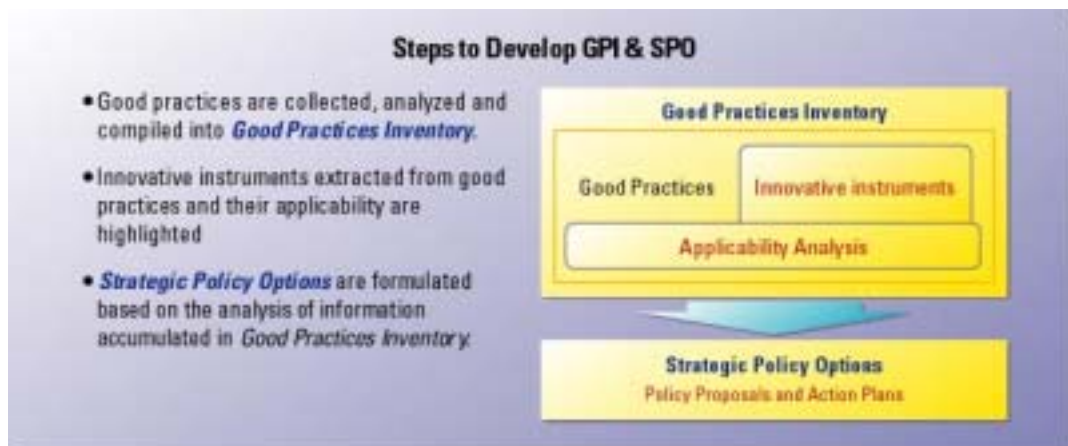 Steps to Develop GPI & SPO
• Good practices are collected, analyzed and
compiled into Good Practices Inventory.
• Innovative instruments extracted from good
practices and their applicability are
highlighted
• Strategic Policy Options are formulated
based on the analysis of information
accumulated in Good Practices Inventory.
Good Practices Inventory
Good Practices
Innovative instruments
Applicability Analysis
Strategic Policy Options
Policy Proposals and Action Plans